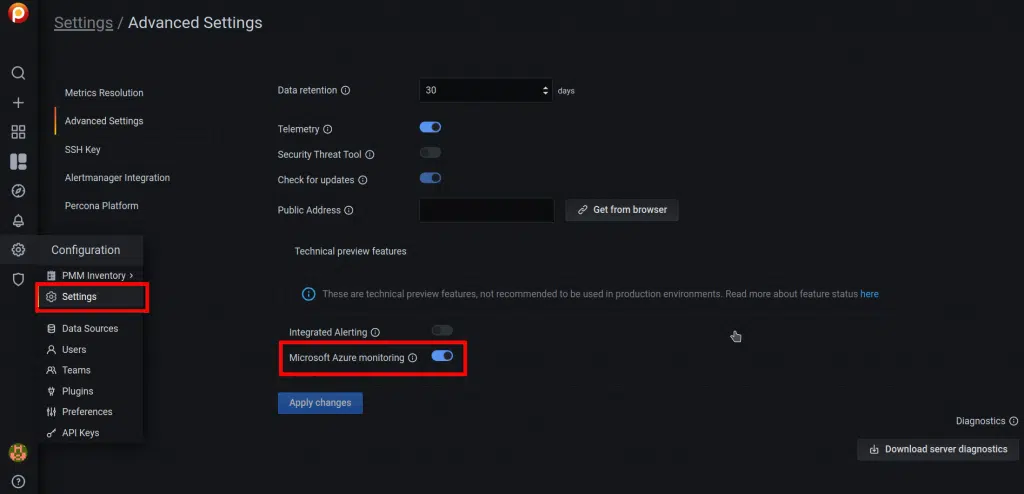 Settings / Advanced Settings
Metrics Resolution
Advanced Settings
SSH Key
Alertmanager Integration
Percona Platform
Configuration
PMM Inventory
Settings
Data Sources
Users
Teams
Plugins
Preferences
API Keys
Data retention
30
days
Telemetry
Security Threat Tool
Check for updates
Public Address
Get from browser
Technical preview features
These are technical preview features, not recommended to be used in production environments. Read more about feature status here
Integrated Alerting
Microsoft Azure monitoring
Apply changes
Diagnostics
Download server diagnostics